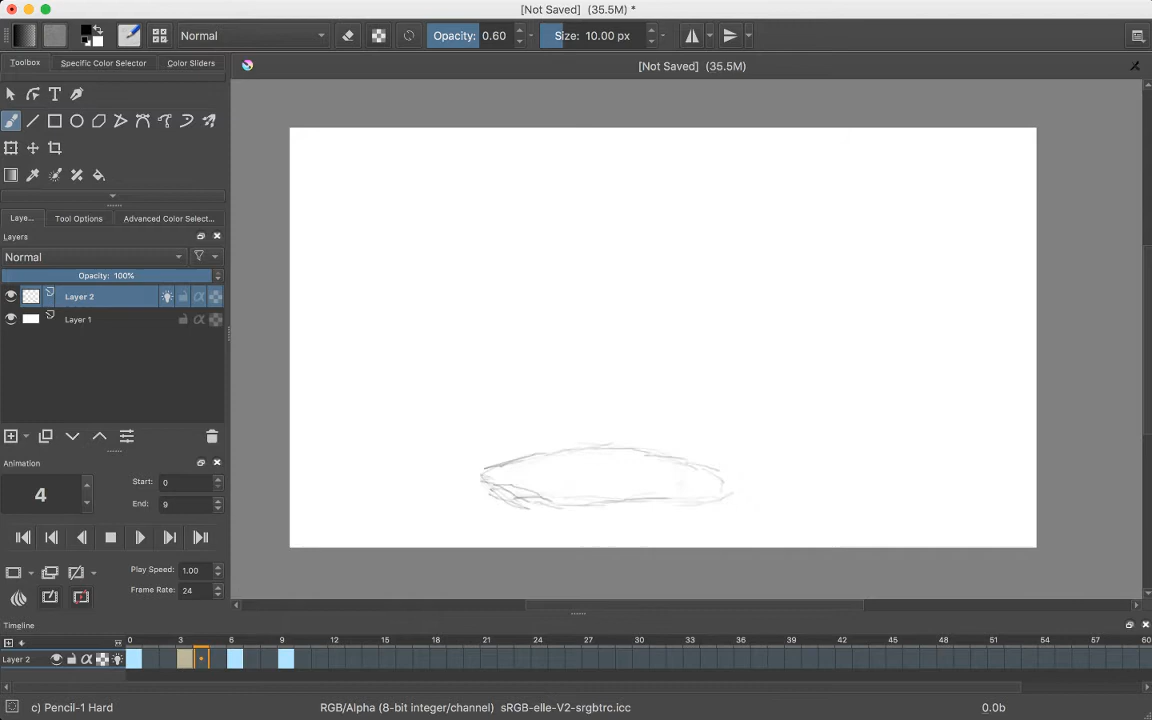 [Not Saved]  (35.5M) *
Normal
Opacity: 0.60
Size: 10.00 px
Toolbox
Specific Color Selector
Color Sliders
[Not Saved]  (35.5M)
Laye...
Tool Options
Advanced Color Select...
Layers
Normal
Opacity: 100%
Layer 2
Layer 1
Animation
4
Start: 0
End: 9
Play Speed: 1.00
Frame Rate: 24
Timeline
0 3 6 9 12 15 18 21 24 27 30 33 36 39 42 45 48 51 54 57 60
Layer 2
c) Pencil-1 Hard
RGB/Alpha (8-bit integer/channel)  sRGB-elle-V2-srgbtrc.icc
0.0b